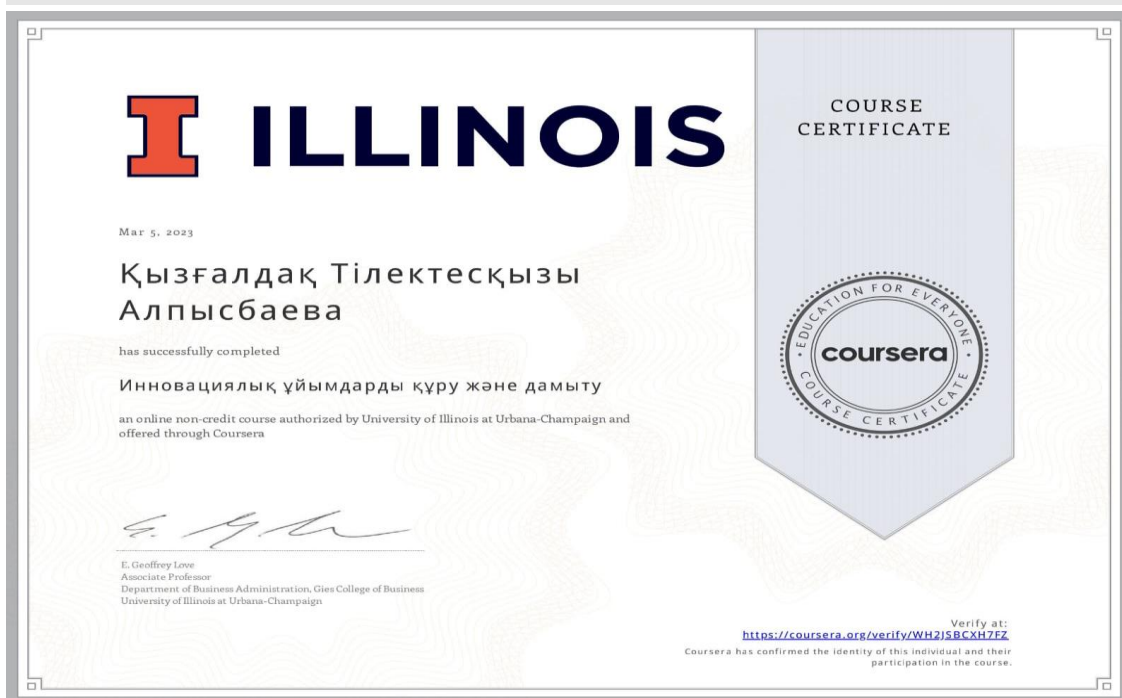 I ILLINOIS
COURSE
CERTIFICATE
Mar 5, 2023
Қызғалдақ Тілектесқызы
Алпысбаева
has successfully completed
Инновациялық ұйымдарды құру және дамыту
an online non-credit course authorized by University of Illinois at Urbana-Champaign and
offered through Coursera
EDUCATION FOR EVERYONE
coursera
COURSE CERTIFICATE
E. Geoffrey Love
Associate Professor
Department of Business Administration, Gies College of Business
University of Illinois at Urbana-Champaign
Verify at:
https://coursera.org/verify/WH2JSBCXH7FZ
Coursera has confirmed the identity of this individual and their
participation in the course.